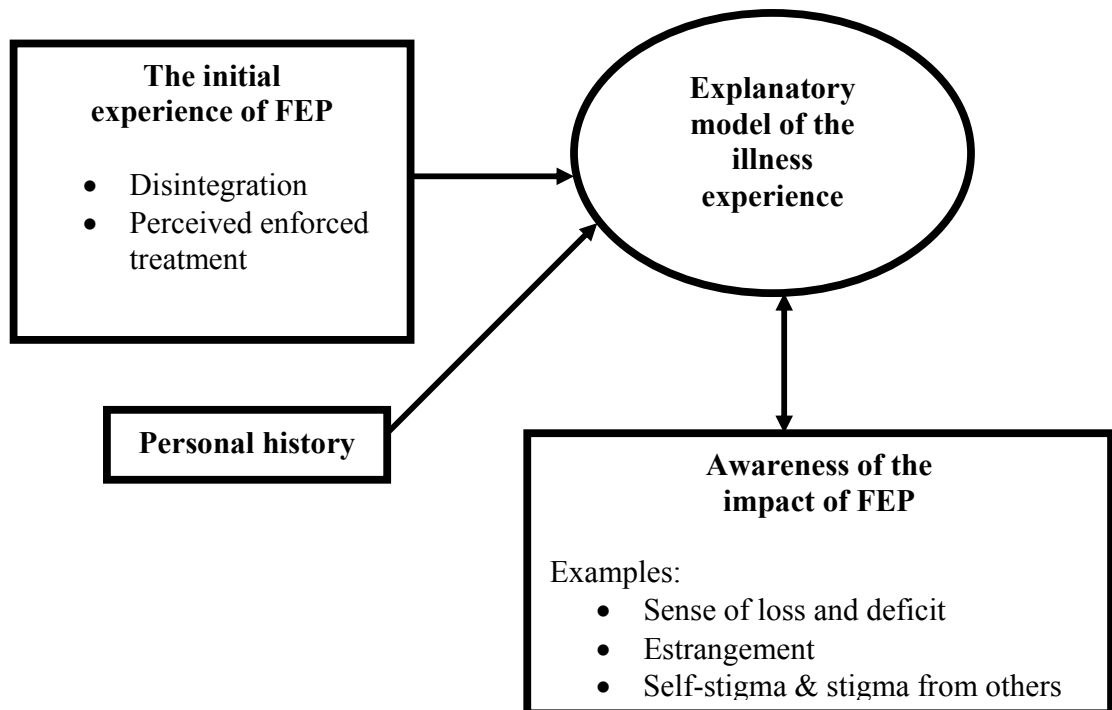 The initial
experience of FEP
• Disintegration
• Perceived enforced
treatment
Explanatory
model of the
illness
experience
Personal history
Awareness of the
impact of FEP
Examples:
• Sense of loss and deficit
• Estrangement
• Self-stigma & stigma from others